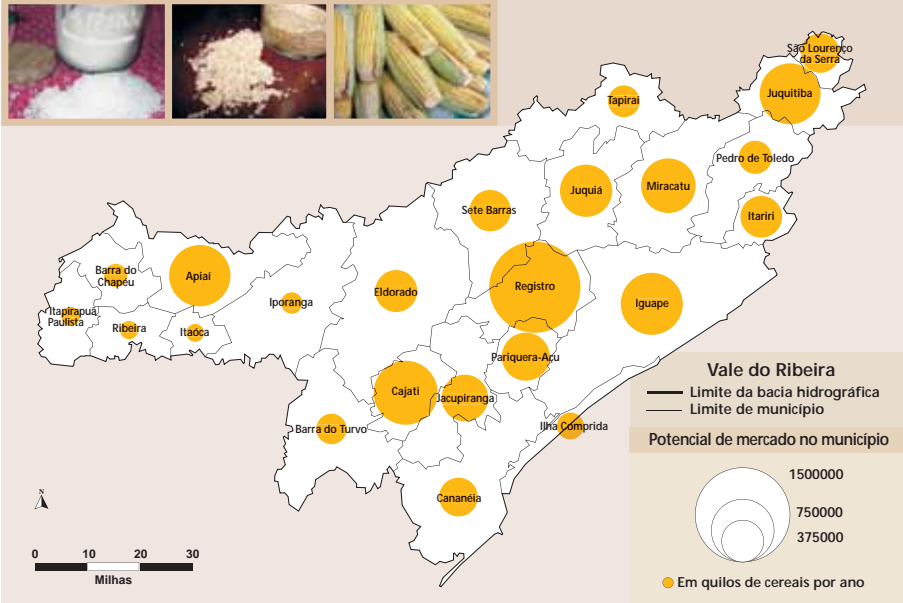 São Lourenço
da Serra
Juquitiba
Tapirai
Pedro de Toledo
Juquiá
Miracatu
Sete Barras
Itariri
Barra do
Chapéu
Apiaí
Registro
Eldorado
Iporanga
Iguape
Itapirapuã
Paulista
Ribeira
Itaóca
Pariquera-Açu
Cajati
Jacupiranga
Barra do Turvo
Ilha Comprida
Cananéia
Vale do Ribeira
Limite da bacia hidrográfica
Limite de município
Potencial de mercado no município
1500000
750000
375000
Em quilos de cereais por ano
N
0 10 20 30
Milhas